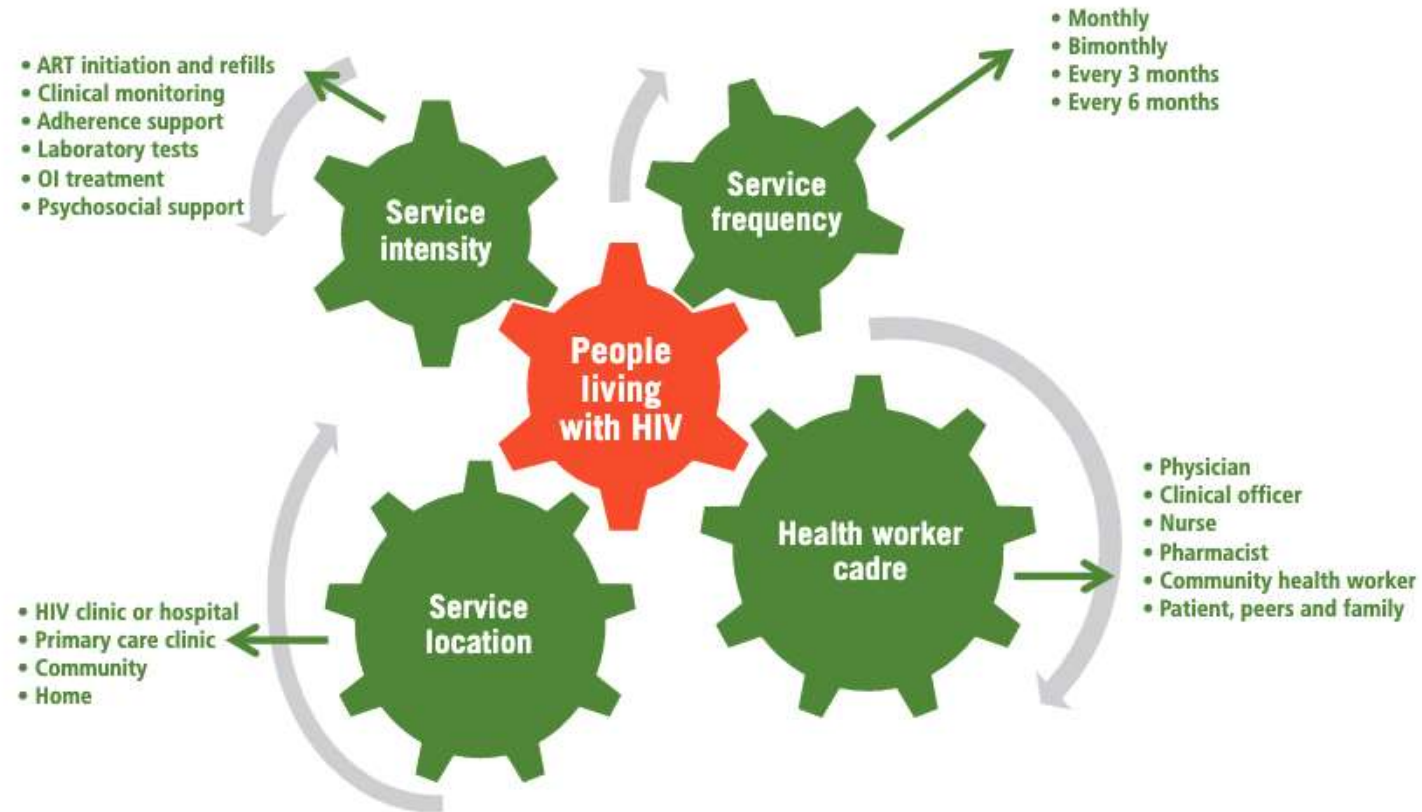 • ART initiation and refills
• Clinical monitoring
• Adherence support
• Laboratory tests
• OI treatment
• Psychosocial support
• Monthly
• Bimonthly
• Every 3 months
• Every 6 months
Service
intensity
Service
frequency
People
living
with HIV
Health worker
cadre
• Physician
• Clinical officer
• Nurse
• Pharmacist
• Community health worker
• Patient, peers and family
Service
location
• HIV clinic or hospital
• Primary care clinic
• Community
• Home